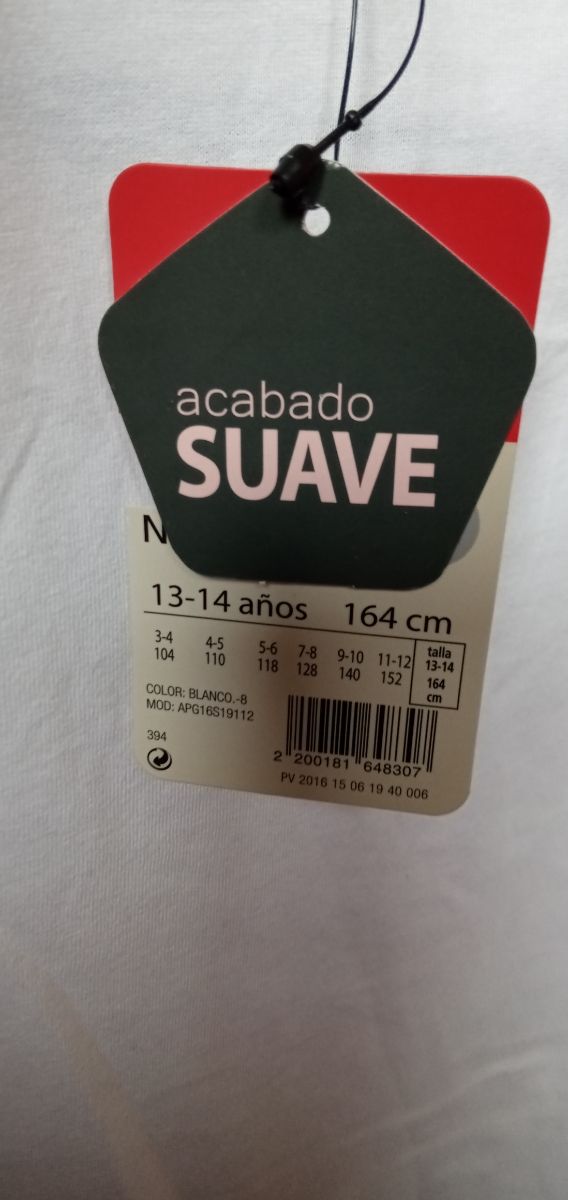 acabado
SUAVE
N
13-14 años 164 cm
3-4 4-5 5-6 7-8 9-10 11-12 talla 13-14
104 110 118 128 140 152 164 cm
COLOR: BLANCO.-8
MOD: APG16S19112
394
2 200181 648307
PV 2016 15 06 19 40 006